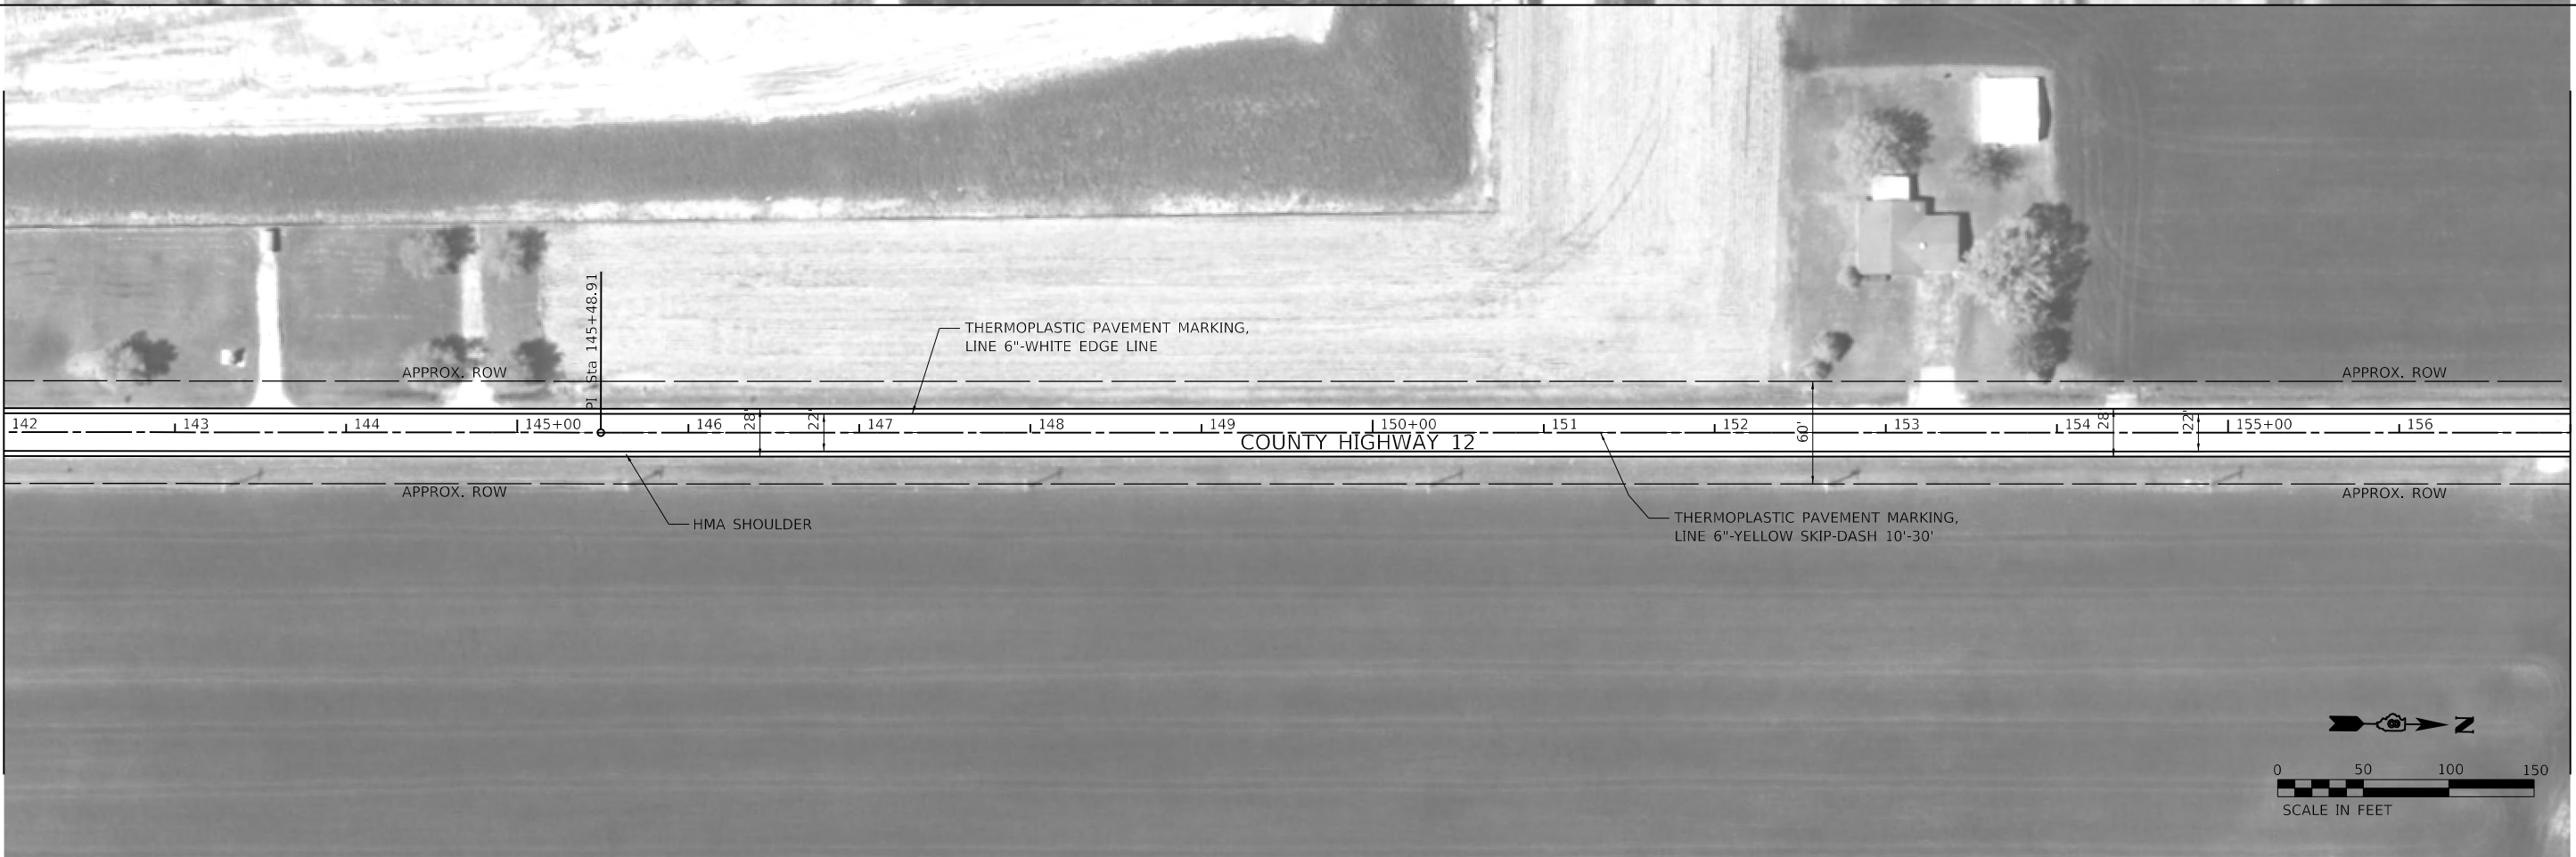 PI Sta 145+48.91
THERMOPLASTIC PAVEMENT MARKING,
LINE 6"-WHITE EDGE LINE
APPROX. ROW
APPROX. ROW
142 143 144 145+00 146 28' 22' 147 148 149 150+00 151 152 60' 153 154 28' 22' 155+00 156
COUNTY HIGHWAY 12
APPROX. ROW
APPROX. ROW
HMA SHOULDER
THERMOPLASTIC PAVEMENT MARKING,
LINE 6"-YELLOW SKIP-DASH 10'-30'
N
0 50 100 150
SCALE IN FEET